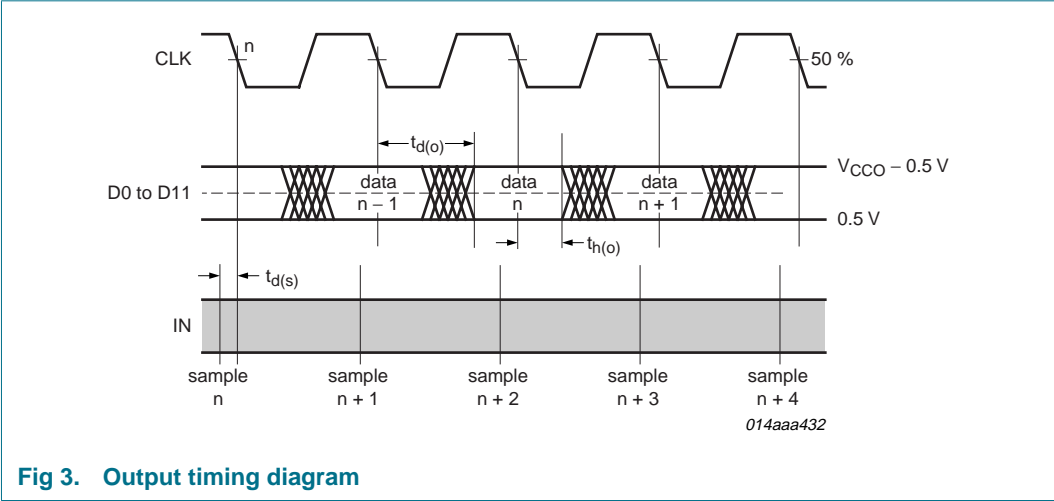 CLK
n
50 %
t_d(o)
V_CCO – 0.5 V
D0 to D11
data
n – 1
data
n
data
n + 1
0.5 V
t_h(o)
t_d(s)
IN
sample
n
sample
n + 1
sample
n + 2
sample
n + 3
sample
n + 4
014aaa432
Fig 3. Output timing diagram